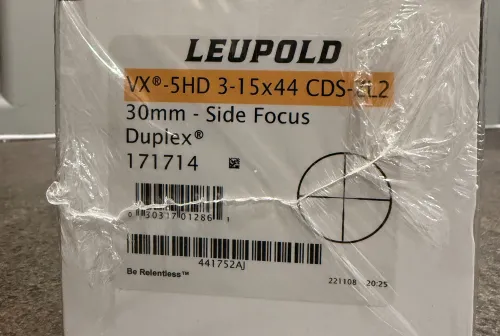 LEUPOLD
VX®-5HD 3-15x44 CDS-ZL2
30mm - Side Focus
Duplex®
171714
0 30317 01286 1
441752AJ
Be Relentless™
221108 20:25